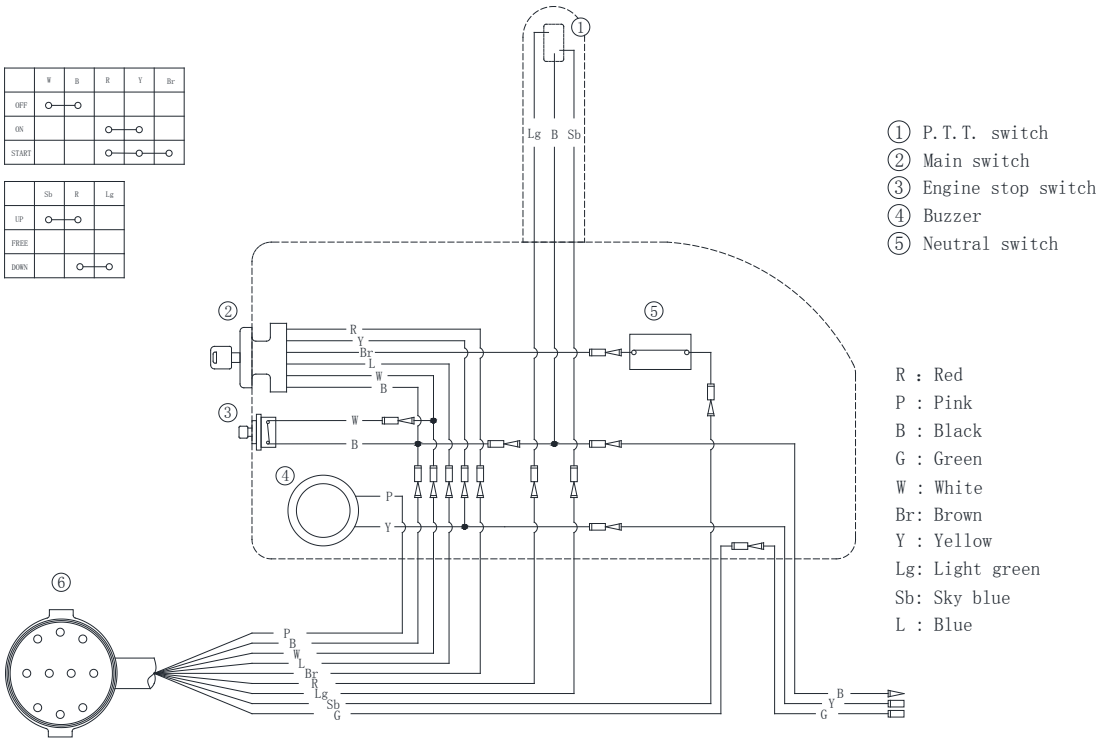 ①
Lg B Sb
W B R Y Br
OFF
ON
START
Sb R Lg
UP
FREE
DOWN
① P.T.T. switch
② Main switch
③ Engine stop switch
④ Buzzer
⑤ Neutral switch
②
R
Y
Br
L
W
B
⑤
③
W
B
④
P
Y
R : Red
P : Pink
B : Black
G : Green
W : White
Br: Brown
Y : Yellow
Lg: Light green
Sb: Sky blue
L : Blue
⑥
P
B
W
L
Br
R
Lg
Sb
G
B
Y
G